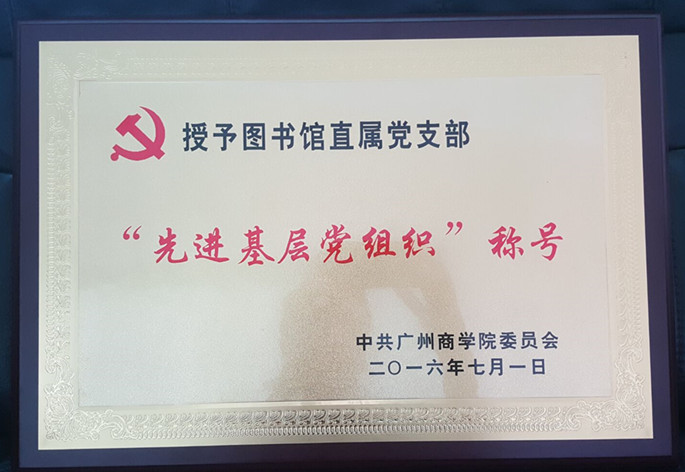 授予图书馆直属党支部
“先进基层党组织”称号
中共广州商学院委员会
二〇一六年七月一日